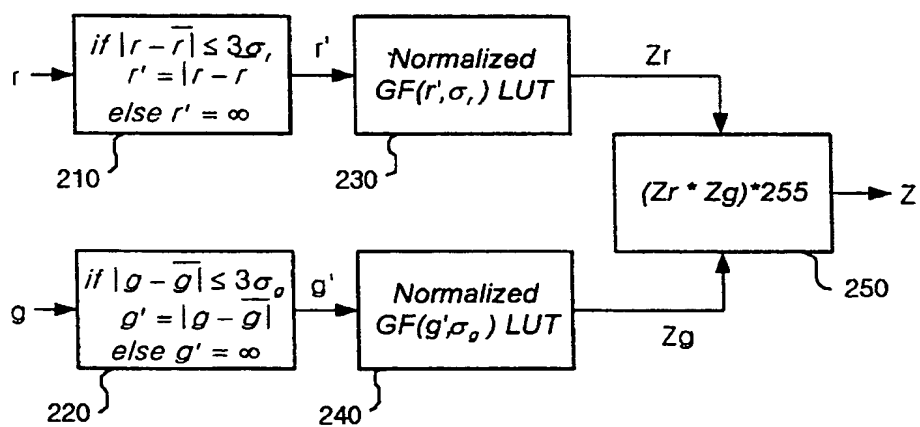 r
if |r - r̅| ≤ 3σᵣ
r' = |r - r
else r' = ∞
210
r'
Normalized
GF(r',σᵣ) LUT
230
Zr
(Zr * Zg)*255
250
Z
g
if |g - g̅| ≤ 3σg
g' = |g - g̅|
else g' = ∞
220
g'
Normalized
GF(g',σg) LUT
240
Zg